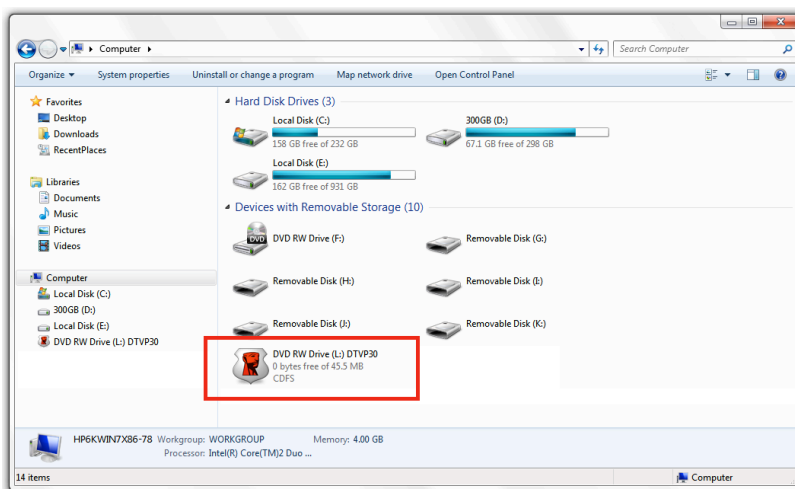 Computer
Search Computer
Organize System properties Uninstall or change a program Map network drive Open Control Panel
Favorites
Desktop
Downloads
RecentPlaces
Libraries
Documents
Music
Pictures
Videos
Computer
Local Disk (C:)
300GB (D:)
Local Disk (E:)
DVD RW Drive (L:) DTVP30
Hard Disk Drives (3)
Local Disk (C:)
158 GB free of 232 GB
300GB (D:)
67.1 GB free of 298 GB
Local Disk (E:)
162 GB free of 931 GB
Devices with Removable Storage (10)
DVD
DVD RW Drive (F:)
Removable Disk (G:)
Removable Disk (H:)
Removable Disk (I:)
Removable Disk (J:)
Removable Disk (K:)
DVD RW Drive (L:) DTVP30
0 bytes free of 45.5 MB
CDFS
HP6KWIN7X86-78 Workgroup: WORKGROUP Memory: 4.00 GB
Processor: Intel(R) Core(TM)2 Duo ...
14 items
Computer